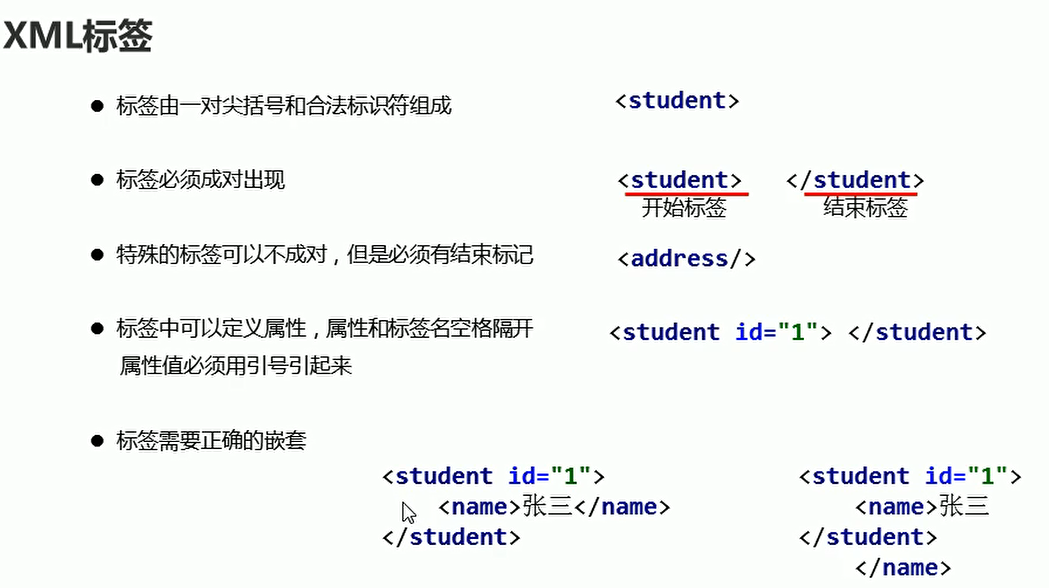 XML标签
● 标签由一对尖括号和合法标识符组成
<student>
● 标签必须成对出现
<student> </student>
开始标签 结束标签
● 特殊的标签可以不成对，但是必须有结束标记
<address/>
● 标签中可以定义属性，属性和标签名空格隔开
属性值必须用引号引起来
<student id="1"> </student>
● 标签需要正确的嵌套
<student id="1">
<name>张三</name>
</student>
<student id="1">
<name>张三
</student>
</name>